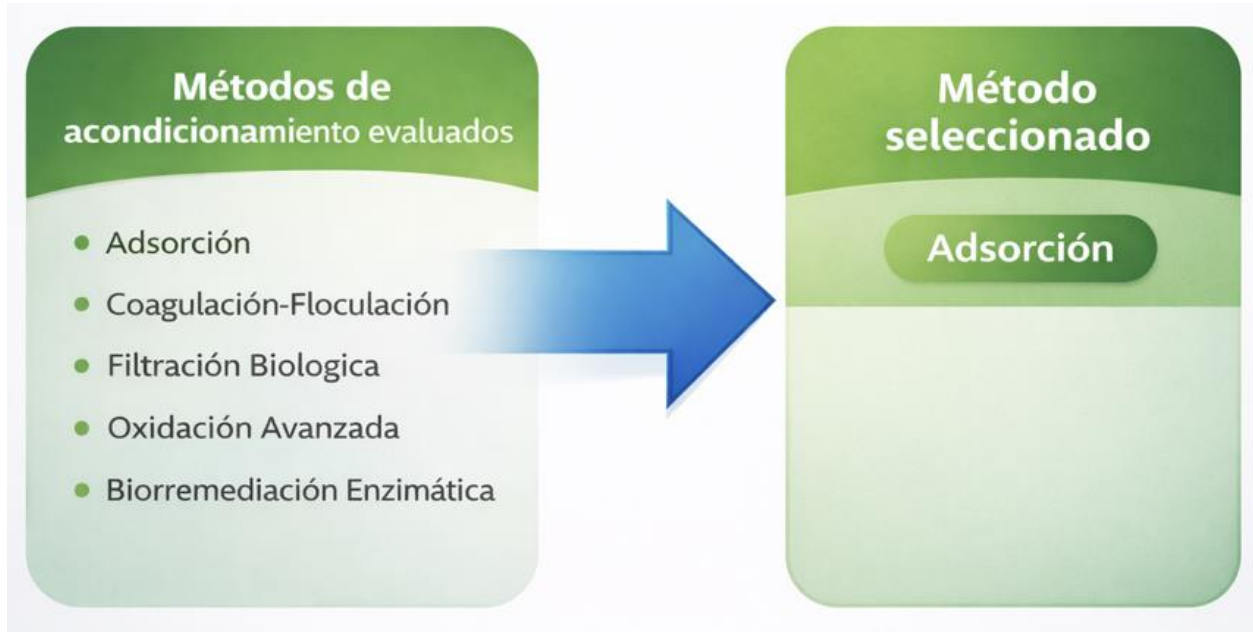 Métodos de
acondicionamiento evaluados
Adsorción
Coagulación-Floculación
Filtración Biologica
Oxidación Avanzada
Biorremediación Enzimática
Método
seleccionado
Adsorción